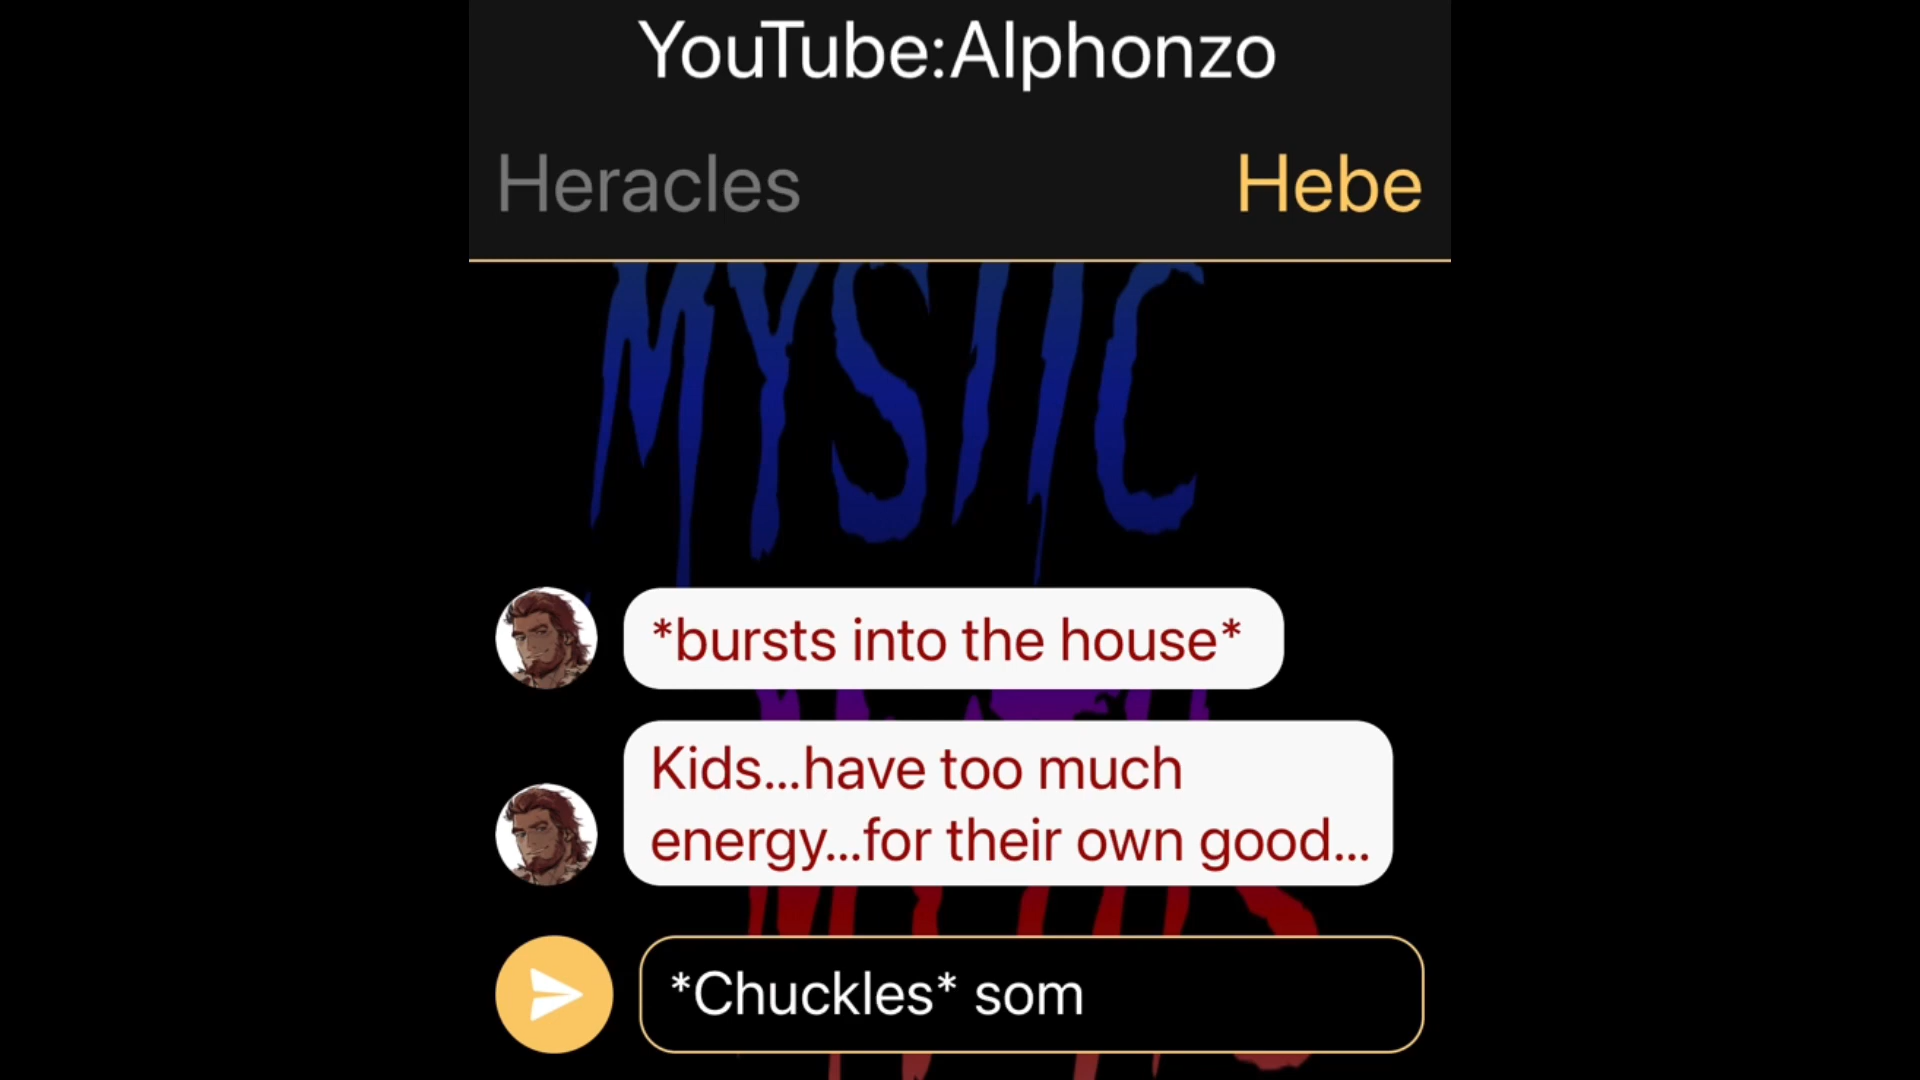 YouTube:Alphonzo
Heracles
Hebe
MYSTIC
*bursts into the house*
Kids...have too much
energy...for their own good...
*Chuckles* som